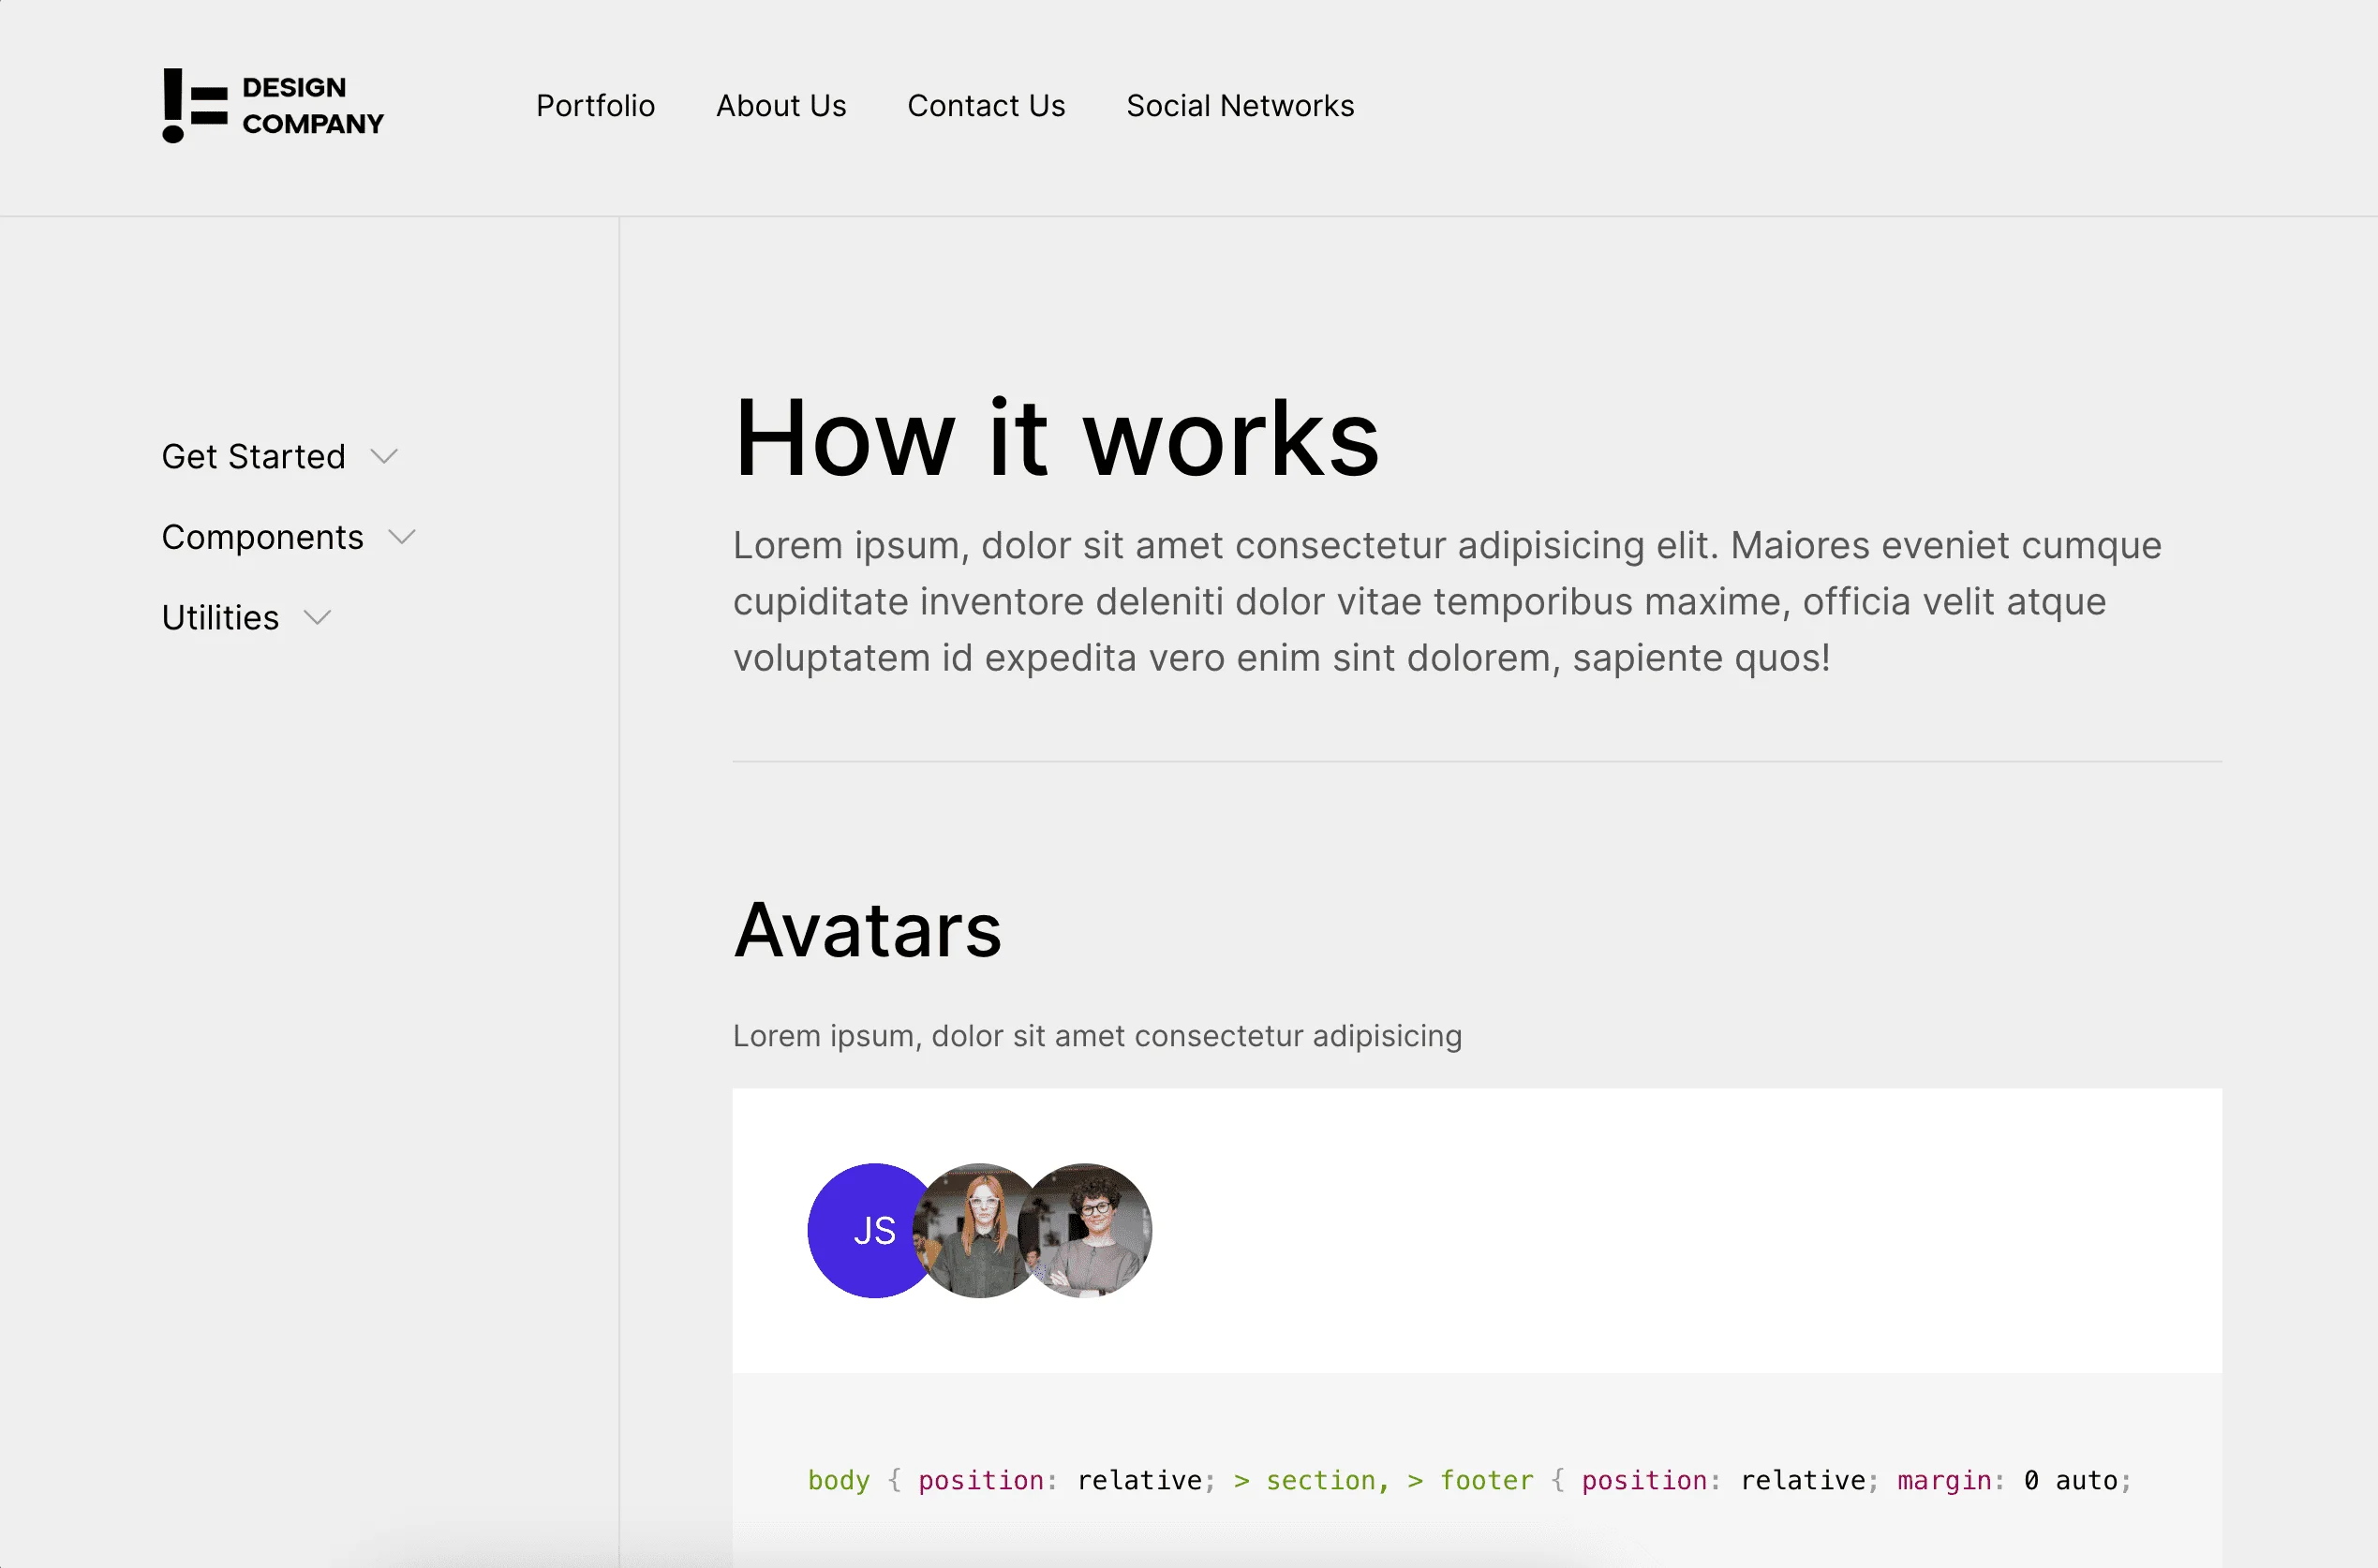 DESIGN
COMPANY
Portfolio
About Us
Contact Us
Social Networks
Get Started
Components
Utilities
How it works
Lorem ipsum, dolor sit amet consectetur adipisicing elit. Maiores eveniet cumque
cupiditate inventore deleniti dolor vitae temporibus maxime, officia velit atque
voluptatem id expedita vero enim sint dolorem, sapiente quos!
Avatars
Lorem ipsum, dolor sit amet consectetur adipisicing
JS
body { position: relative; > section, > footer { position: relative; margin: 0 auto;